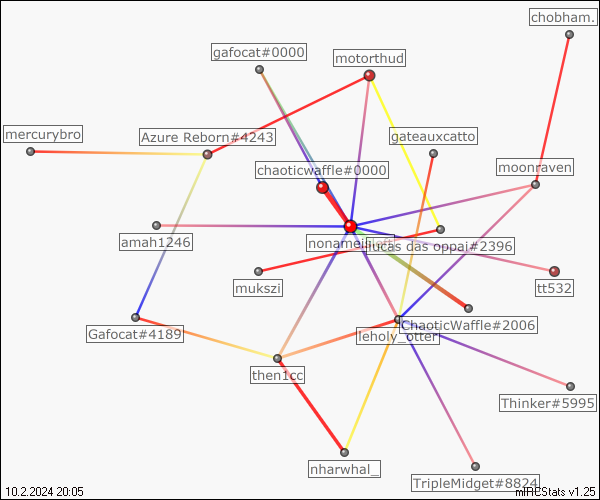 chobham.
gafocat#0000
motorthud
mercurybro
Azure Reborn#4243
gateauxcatto
chaoticwaffle#0000
moonraven
amah1246
lucas das oppai#2396
mukszi
tt532
Gafocat#4189
ChaoticWaffle#2006
leholy_otter
then1cc
Thinker#5995
nharwhal_
TripleMidget#8824
10.2.2024 20:05
mIRCStats v1.25